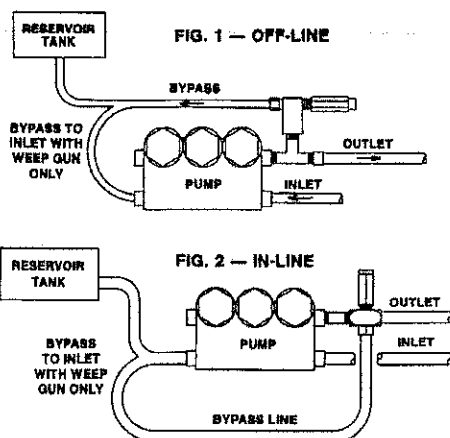 RESERVOIR
TANK
FIG. 1 — OFF-LINE
BYPASS
BYPASS TO
INLET WITH
WEEP GUN
ONLY
OUTLET
PUMP
INLET
RESERVOIR
TANK
FIG. 2 — IN-LINE
OUTLET
BYPASS
TO INLET
WITH WEEP
GUN ONLY
PUMP
INLET
BYPASS LINE